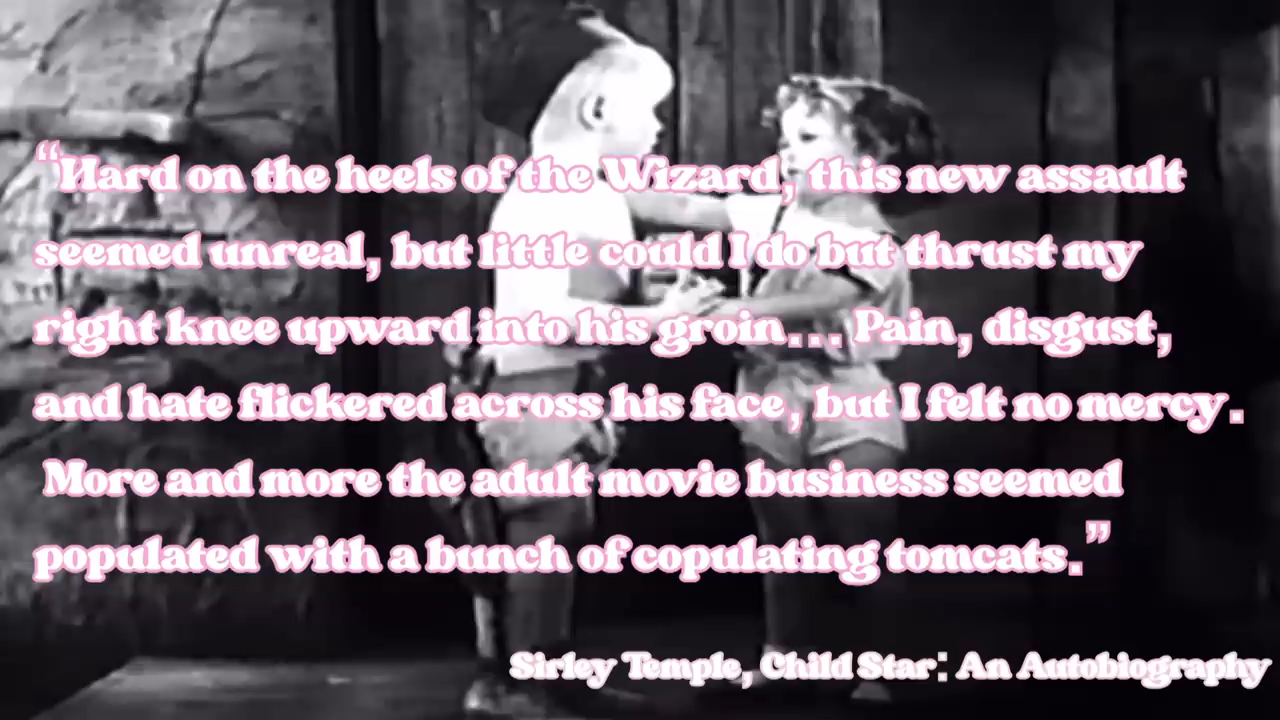 “Hard on the heels of the Wizard, this new assault
seemed unreal, but little could I do but thrust my
right knee upward into his groin... Pain, disgust,
and hate flickered across his face, but I felt no mercy.
More and more the adult movie business seemed
populated with a bunch of copulating tomcats.”
Sirley Temple, Child Star: An Autobiography